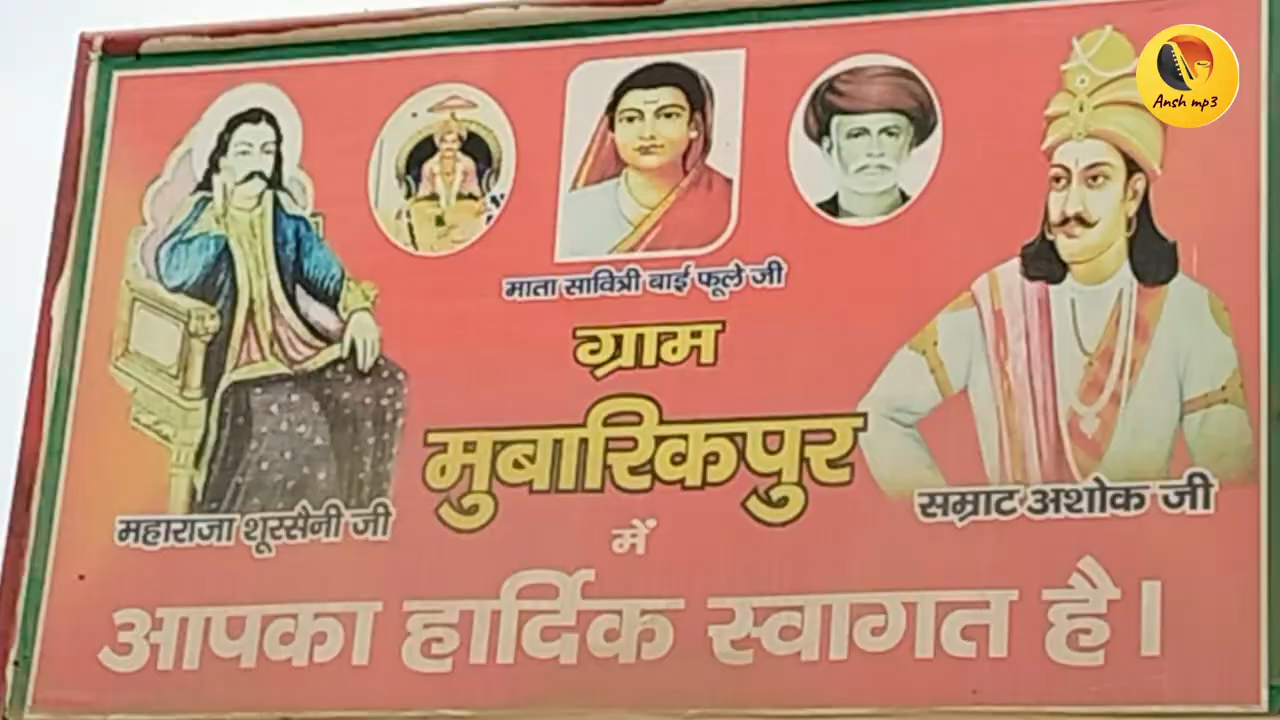 Ansh mp3
माता सावित्री बाई फूले जी
ग्राम
मुबारिकपुर
महाराजा शूरसैनी जी
सम्राट अशोक जी
में
आपका हार्दिक स्वागत है।